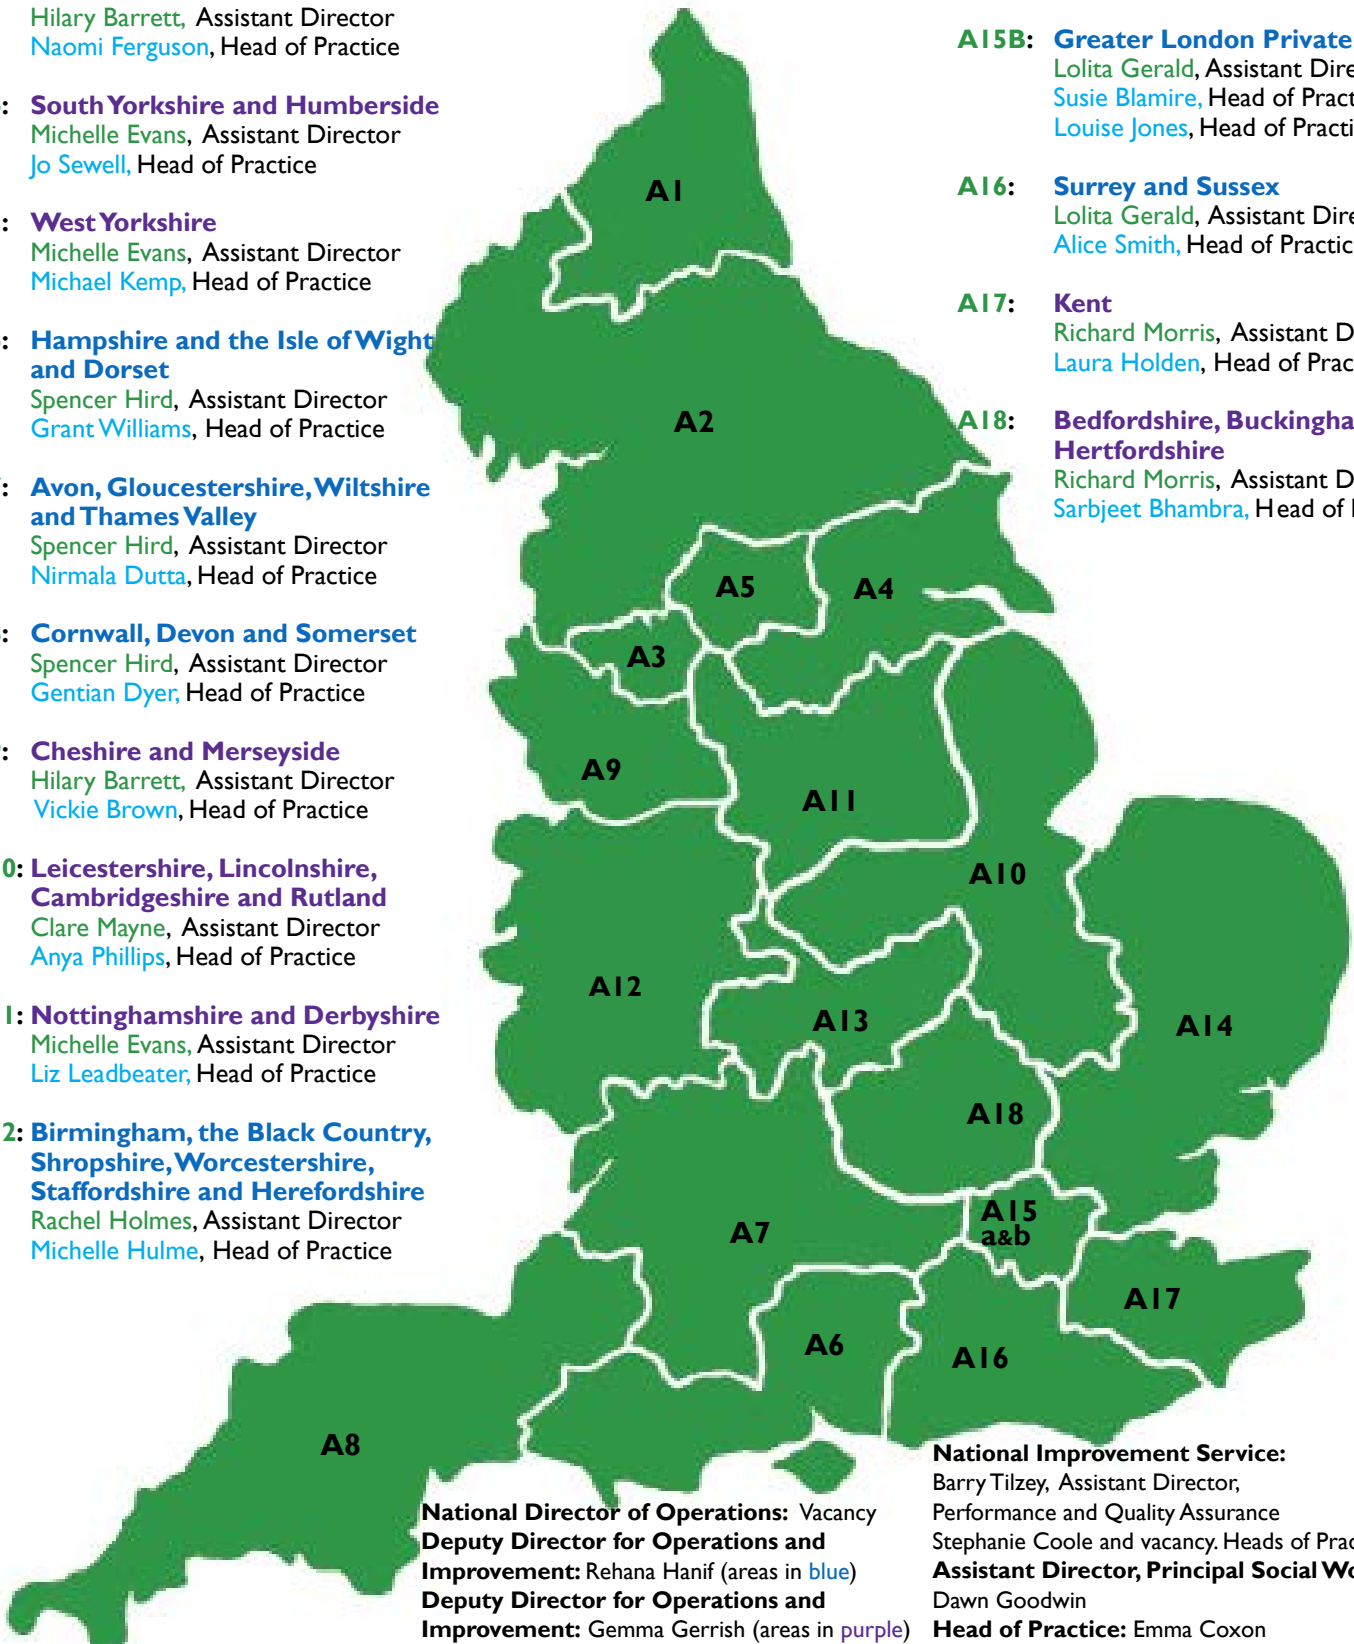 Hilary Barrett, Assistant Director
Naomi Ferguson, Head of Practice
: South Yorkshire and Humberside
Michelle Evans, Assistant Director
Jo Sewell, Head of Practice
: West Yorkshire
Michelle Evans, Assistant Director
Michael Kemp, Head of Practice
: Hampshire and the Isle of Wight
and Dorset
Spencer Hird, Assistant Director
Grant Williams, Head of Practice
: Avon, Gloucestershire, Wiltshire
and Thames Valley
Spencer Hird, Assistant Director
Nirmala Dutta, Head of Practice
: Cornwall, Devon and Somerset
Spencer Hird, Assistant Director
Gentian Dyer, Head of Practice
: Cheshire and Merseyside
Hilary Barrett, Assistant Director
Vickie Brown, Head of Practice
0: Leicestershire, Lincolnshire,
Cambridgeshire and Rutland
Clare Mayne, Assistant Director
Anya Phillips, Head of Practice
1: Nottinghamshire and Derbyshire
Michelle Evans, Assistant Director
Liz Leadbeater, Head of Practice
2: Birmingham, the Black Country,
Shropshire, Worcestershire,
Staffordshire and Herefordshire
Rachel Holmes, Assistant Director
Michelle Hulme, Head of Practice
A15B: Greater London Private
Lolita Gerald, Assistant Dire
Susie Blamire, Head of Pract
Louise Jones, Head of Practi
A16: Surrey and Sussex
Lolita Gerald, Assistant Dire
Alice Smith, Head of Practic
A17: Kent
Richard Morris, Assistant D
Laura Holden, Head of Prac
A18: Bedfordshire, Buckingha
Hertfordshire
Richard Morris, Assistant D
Sarbjeet Bhambra, Head of
A1
A2
A5
A4
A3
A9
A11
A10
A12
A13
A14
A18
A15
a&b
A7
A17
A6
A16
A8
National Director of Operations: Vacancy
Deputy Director for Operations and
Improvement: Rehana Hanif (areas in blue)
Deputy Director for Operations and
Improvement: Gemma Gerrish (areas in purple)
National Improvement Service:
Barry Tilzey, Assistant Director,
Performance and Quality Assurance
Stephanie Coole and vacancy. Heads of Prac
Assistant Director, Principal Social Wo
Dawn Goodwin
Head of Practice: Emma Coxon